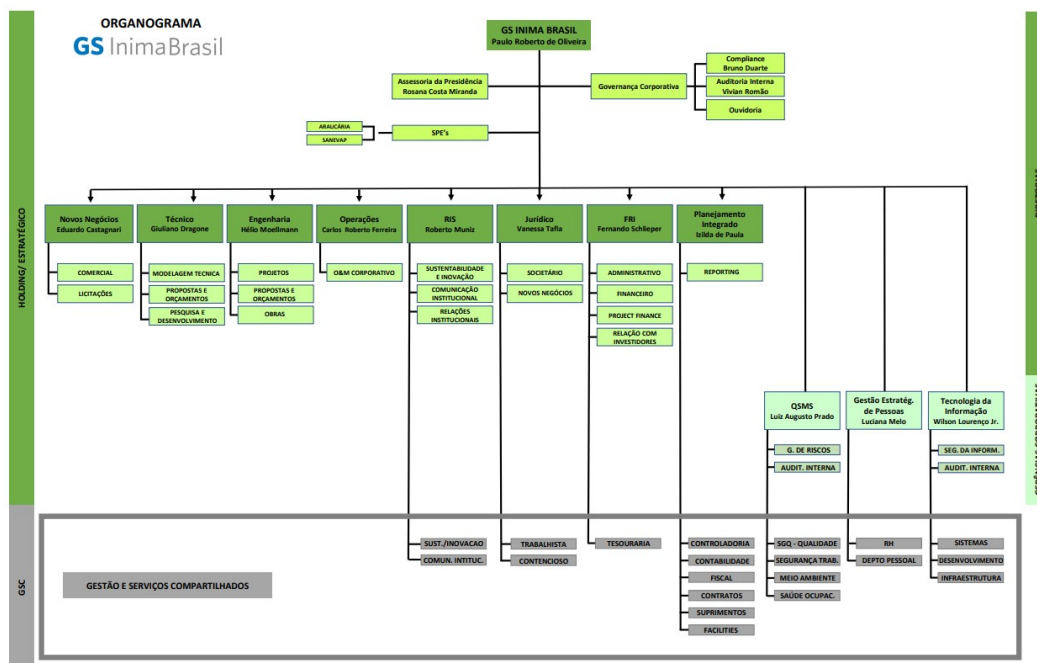 ORGANOGRAMA
GS InimaBrasil
GS INIMA BRASIL
Paulo Roberto de Oliveira
Assessoria da Presidência
Rosana Costa Miranda
Governança Corporativa
Compliance
Bruno Duarte
Auditoria Interna
Vivian Romão
Ouvidoria
ARAUCÁRIA
SANEVAP
SPE's
HOLDING/ ESTRATÉGICO
Novos Negócios
Eduardo Castagnari
COMERCIAL
LICITAÇÕES
Técnico
Giuliano Dragone
MODELAGEM TECNICA
PROPOSTAS E
ORÇAMENTOS
PESQUISA E
DESENVOLVIMENTO
Engenharia
Hélio Moellmann
PROJETOS
PROPOSTAS E
ORÇAMENTOS
OBRAS
Operações
Carlos Roberto Ferreira
O&M CORPORATIVO
RIS
Roberto Muniz
SUSTENTABILIDADE
E INOVAÇÃO
COMUNICAÇÃO
INSTITUCIONAL
RELAÇÕES
INSTITUCIONAIS
Jurídico
Vanessa Tafla
SOCIETÁRIO
NOVOS NEGÓCIOS
FRI
Fernando Schlieper
ADMINISTRATIVO
FINANCEIRO
PROJECT FINANCE
RELAÇÃO COM
INVESTIDORES
Planejamento
Integrado
Izilda de Paula
REPORTING
QSMS
Luiz Augusto Prado
G. DE RISCOS
AUDIT. INTERNA
Gestão Estratég.
de Pessoas
Luciana Melo
Tecnologia da
Informação
Wilson Lourenço Jr.
SEG. DA INFORM.
AUDIT. INTERNA
GSC
GESTÃO E SERVIÇOS COMPARTILHADOS
SUST./INOVACAO
COMUN. INTITUC.
TRABALHISTA
CONTENCIOSO
TESOURARIA
CONTROLADORIA
CONTABILIDADE
FISCAL
CONTRATOS
SUPRIMENTOS
FACILITIES
SGQ - QUALIDADE
SEGURANÇA TRAB.
MEIO AMBIENTE
SAÚDE OCUPAC.
RH
DEPTO PESSOAL
SISTEMAS
DESENVOLVIMENTO
INFRAESTRUTURA